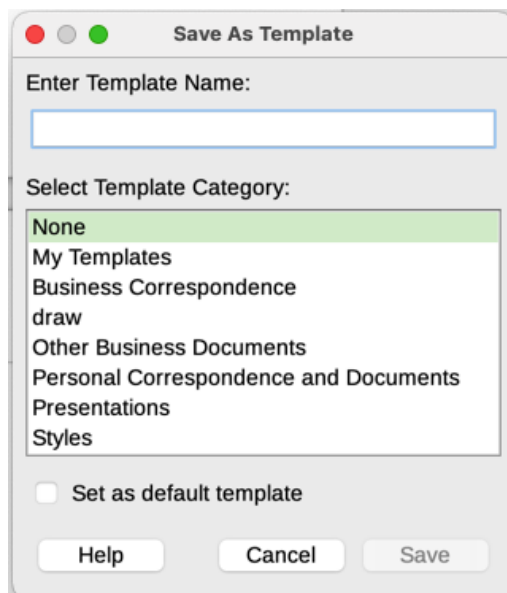 Save As Template
Enter Template Name:
Select Template Category:
None
My Templates
Business Correspondence
draw
Other Business Documents
Personal Correspondence and Documents
Presentations
Styles
Set as default template
Help Cancel Save